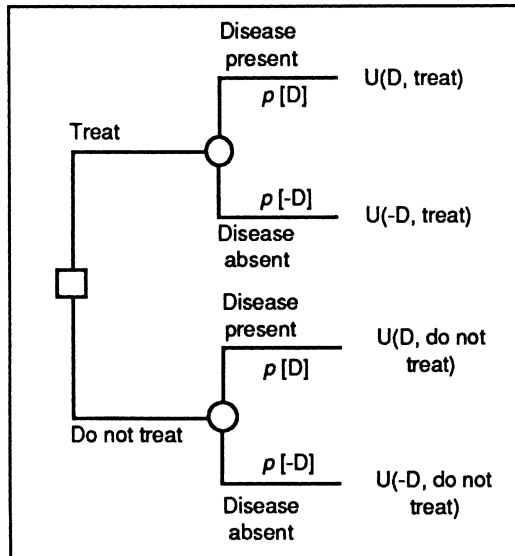 Disease
present
p [D]
U(D, treat)
Treat
p [-D]
U(-D, treat)
Disease
absent
Disease
present
p [D]
U(D, do not
treat)
Do not treat
p [-D]
U(-D, do not
treat)
Disease
absent